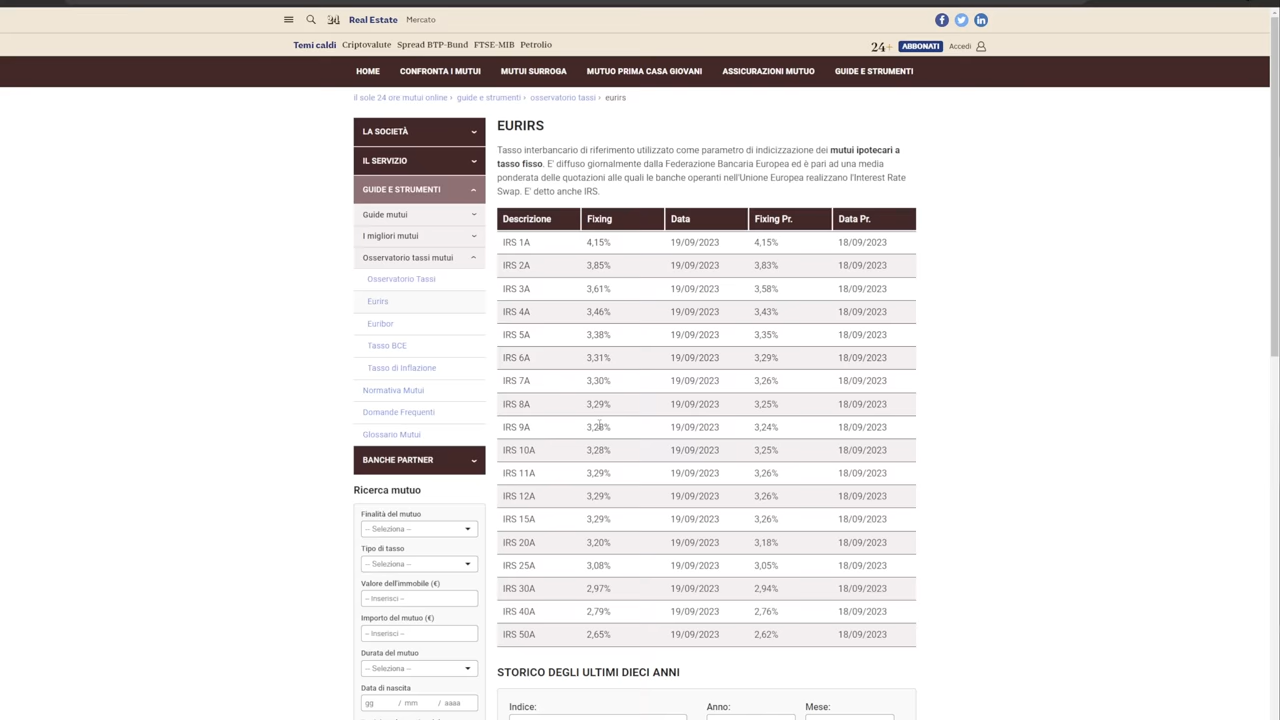 Real Estate Mercato
Temi caldi Criptovalute Spread BTP-Bund FTSE-MIB Petrolio
24+ ABBONATI Accedi
HOME CONFRONTA I MUTUI MUTUI SURROGA MUTUO PRIMA CASA GIOVANI ASSICURAZIONI MUTUO GUIDE E STRUMENTI
il sole 24 ore mutui online › guide e strumenti › osservatorio tassi › eurirs
LA SOCIETÀ
IL SERVIZIO
GUIDE E STRUMENTI
Guide mutui
I migliori mutui
Osservatorio tassi mutui
Osservatorio Tassi
Eurirs
Euribor
Tasso BCE
Tasso di Inflazione
Normativa Mutui
Domande Frequenti
Glossario Mutui
BANCHE PARTNER
Ricerca mutuo
Finalità del mutuo
-- Seleziona --
Tipo di tasso
-- Seleziona --
Valore dell'immobile (€)
-- Inserisci --
Importo del mutuo (€)
-- Inserisci --
Durata del mutuo
-- Seleziona --
Data di nascita
gg / mm / aaaa
EURIRS
Tasso interbancario di riferimento utilizzato come parametro di indicizzazione dei mutui ipotecari a
tasso fisso. E' diffuso giornalmente dalla Federazione Bancaria Europea ed è pari ad una media
ponderata delle quotazioni alle quali le banche operanti nell'Unione Europea realizzano l'Interest Rate
Swap. E' detto anche IRS.
Descrizione Fixing Data Fixing Pr. Data Pr.
IRS 1A 4,15% 19/09/2023 4,15% 18/09/2023
IRS 2A 3,85% 19/09/2023 3,83% 18/09/2023
IRS 3A 3,61% 19/09/2023 3,58% 18/09/2023
IRS 4A 3,46% 19/09/2023 3,43% 18/09/2023
IRS 5A 3,38% 19/09/2023 3,35% 18/09/2023
IRS 6A 3,31% 19/09/2023 3,29% 18/09/2023
IRS 7A 3,30% 19/09/2023 3,26% 18/09/2023
IRS 8A 3,29% 19/09/2023 3,25% 18/09/2023
IRS 9A 3,28% 19/09/2023 3,24% 18/09/2023
IRS 10A 3,28% 19/09/2023 3,25% 18/09/2023
IRS 11A 3,29% 19/09/2023 3,26% 18/09/2023
IRS 12A 3,29% 19/09/2023 3,26% 18/09/2023
IRS 15A 3,29% 19/09/2023 3,26% 18/09/2023
IRS 20A 3,20% 19/09/2023 3,18% 18/09/2023
IRS 25A 3,08% 19/09/2023 3,05% 18/09/2023
IRS 30A 2,97% 19/09/2023 2,94% 18/09/2023
IRS 40A 2,79% 19/09/2023 2,76% 18/09/2023
IRS 50A 2,65% 19/09/2023 2,62% 18/09/2023
STORICO DEGLI ULTIMI DIECI ANNI
Indice: Anno: Mese: